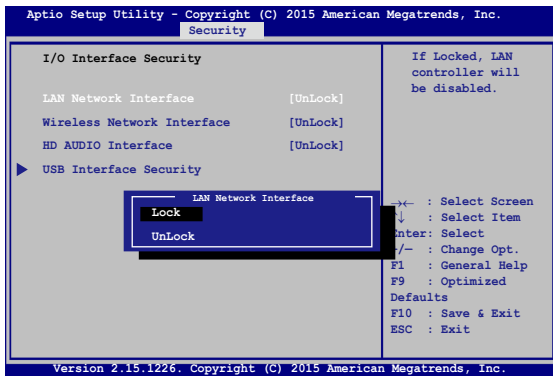 Aptio Setup Utility - Copyright (C) 2015 American Megatrends, Inc.
Security
I/O Interface Security
LAN Network Interface [UnLock]
Wireless Network Interface [UnLock]
HD AUDIO Interface [UnLock]
USB Interface Security
LAN Network Interface
Lock
UnLock
If Locked, LAN
controller will
be disabled.
→← : Select Screen
↑↓ : Select Item
Enter: Select
+/— : Change Opt.
F1 : General Help
F9 : Optimized
Defaults
F10 : Save & Exit
ESC : Exit
Version 2.15.1226. Copyright (C) 2015 American Megatrends, Inc.